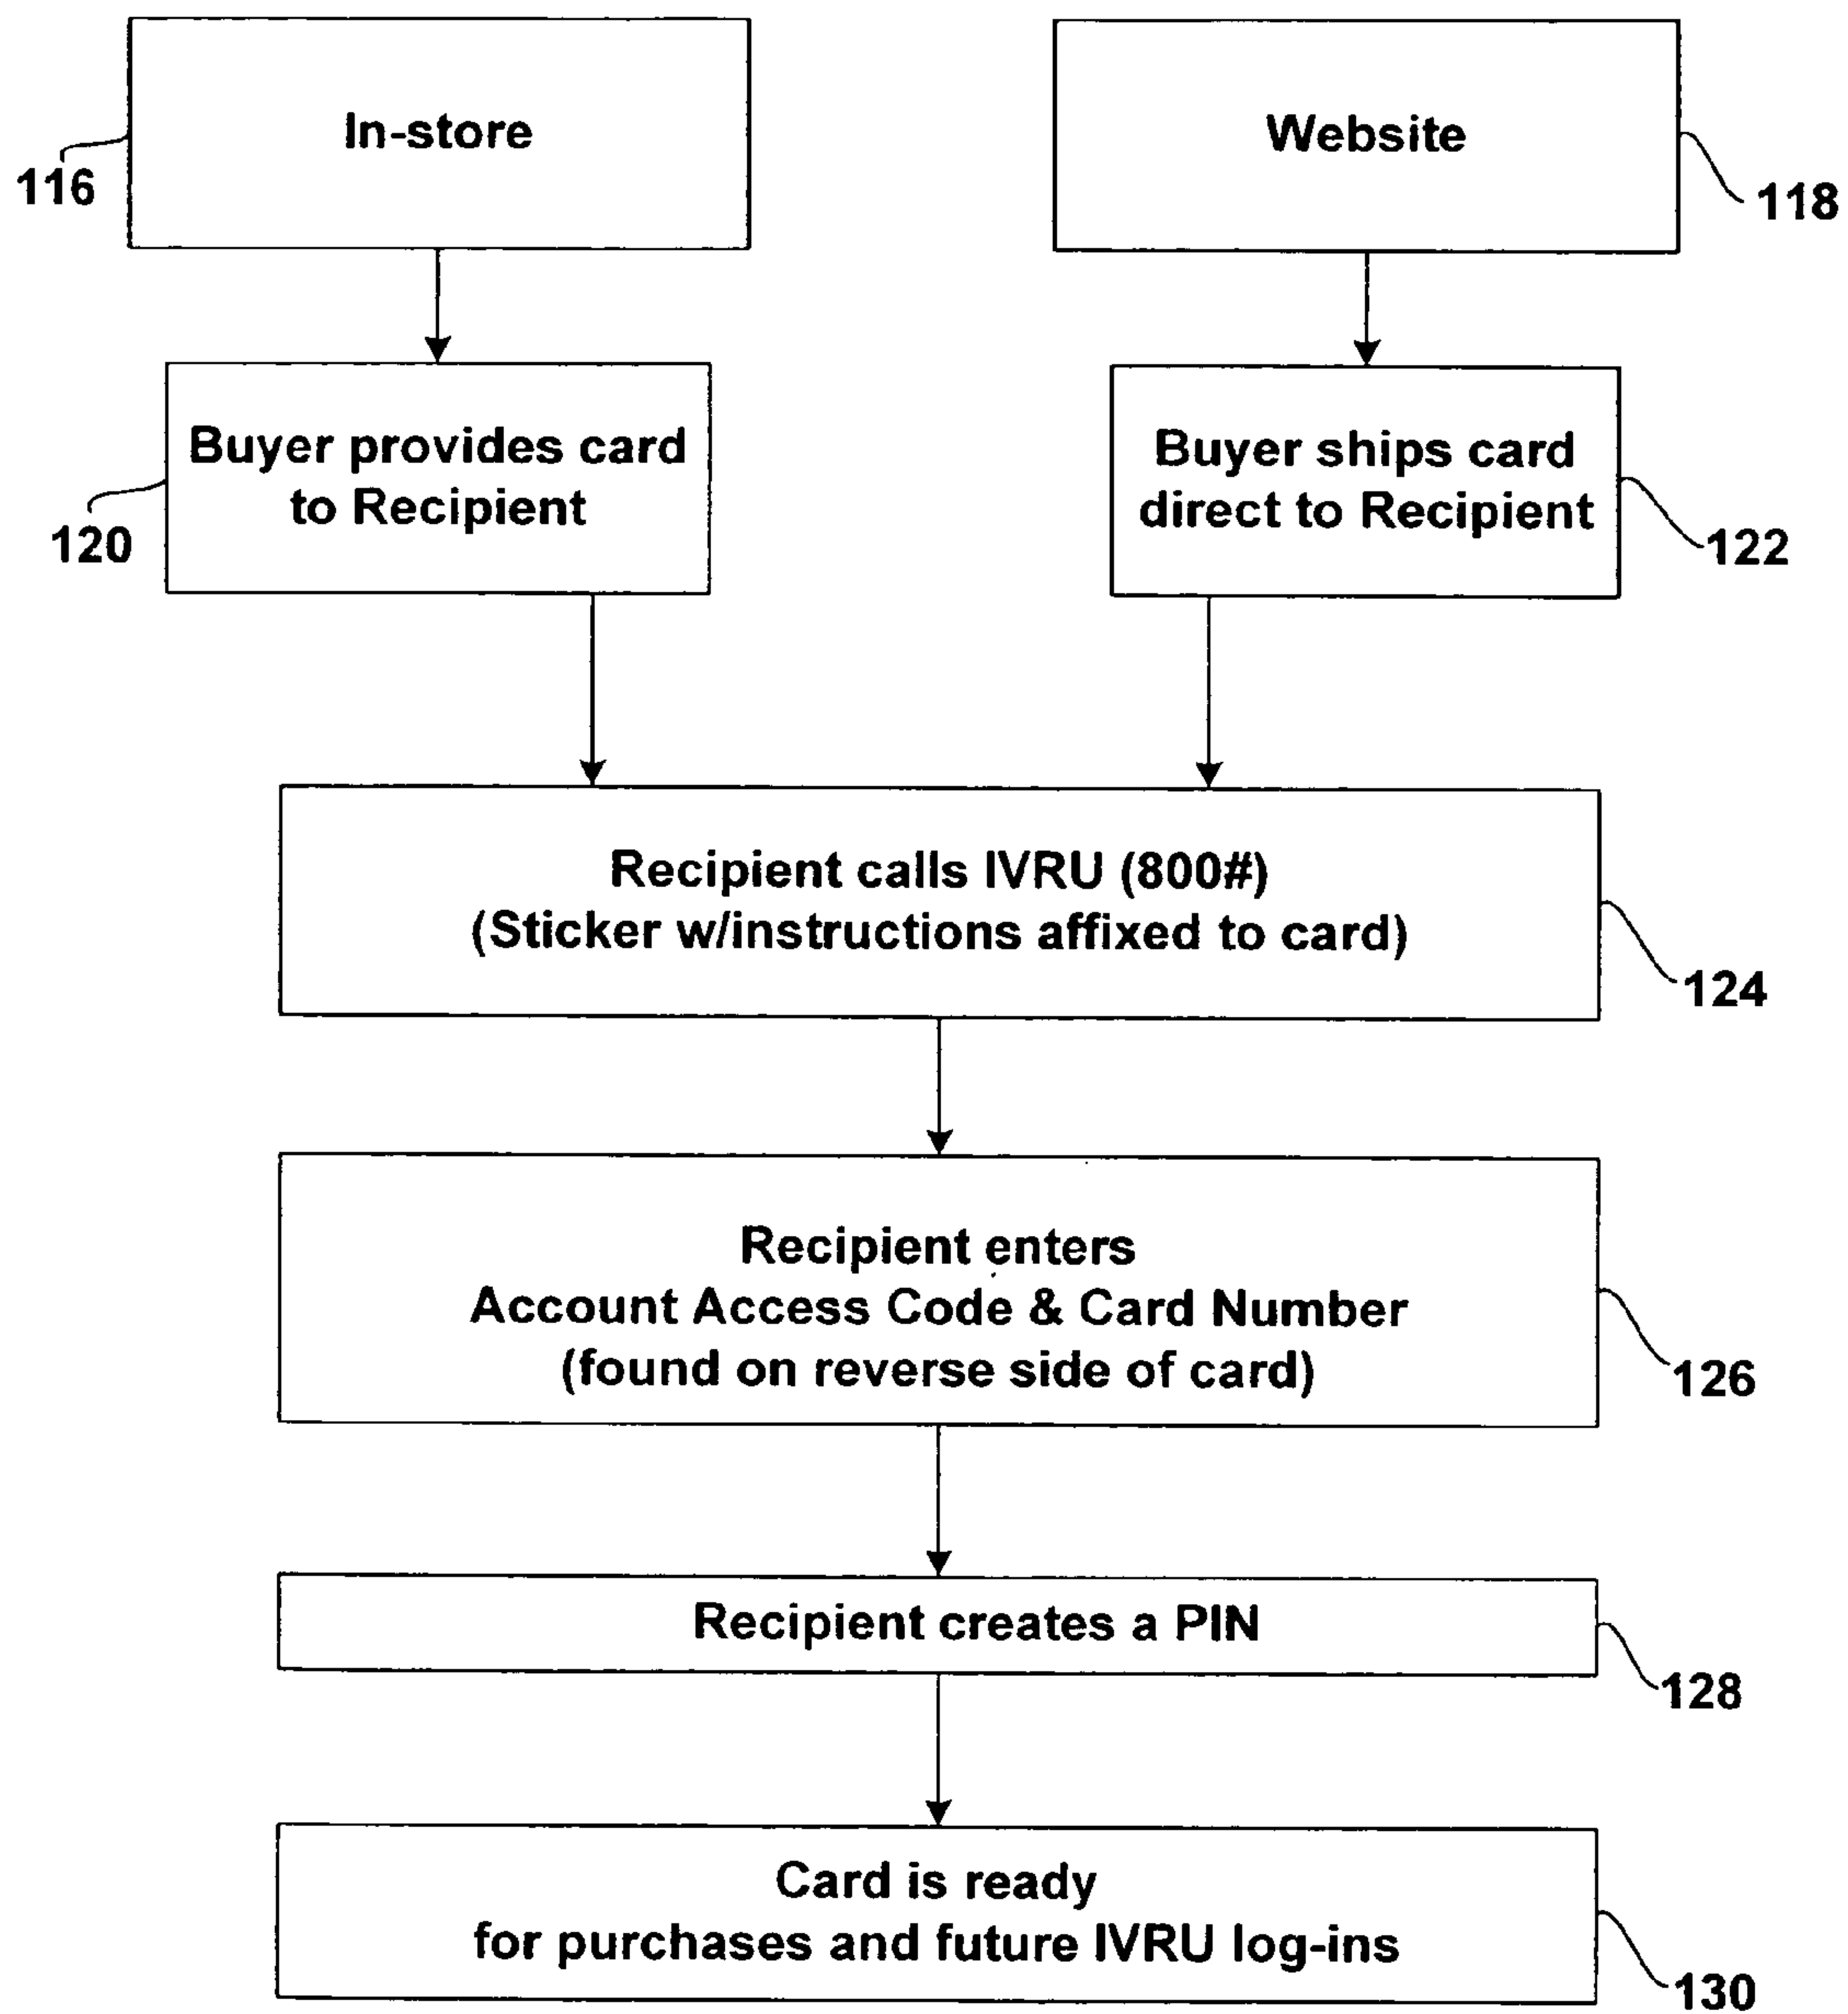 In-store
Website
116
118
Buyer provides card
to Recipient
Buyer ships card
direct to Recipient
120
122
Recipient calls IVRU (800#)
(Sticker w/instructions affixed to card)
124
Recipient enters
Account Access Code & Card Number
(found on reverse side of card)
126
Recipient creates a PIN
128
Card is ready
for purchases and future IVRU log-ins
130